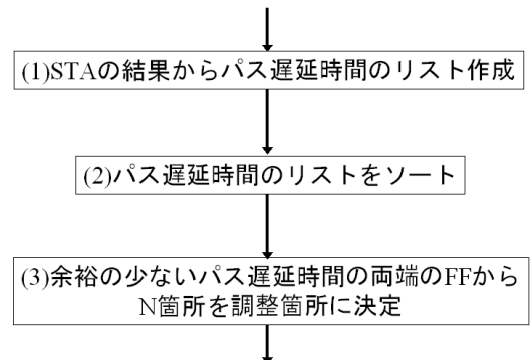 (1)STAの結果からパス遅延時間のリスト作成
(2)パス遅延時間のリストをソート
(3)余裕の少ないパス遅延時間の両端のFFから
N箇所を調整箇所に決定